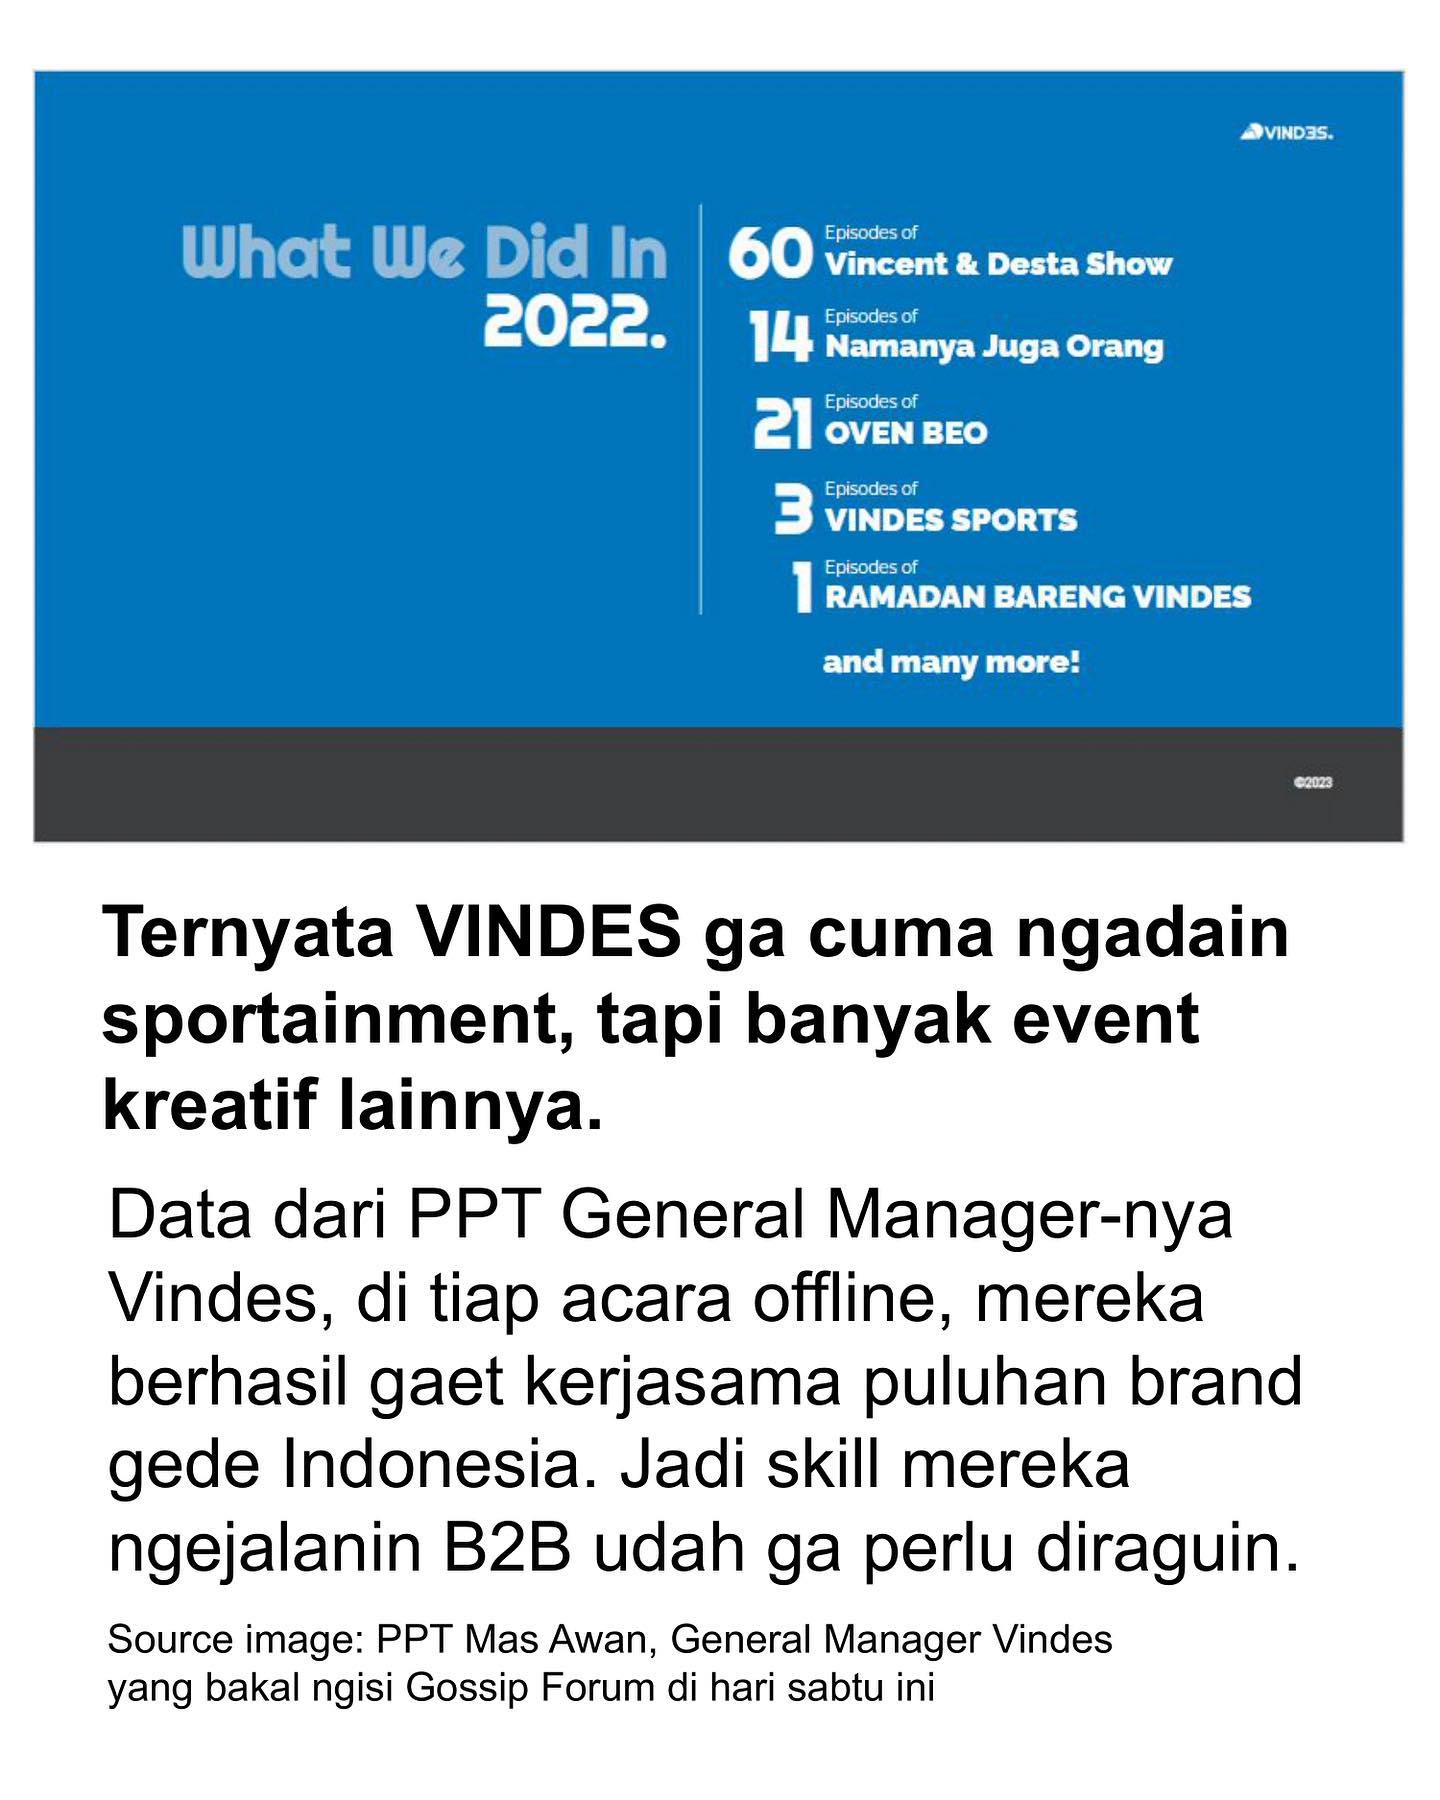 VINDES.
What We Did In
2022.
60 Episodes of
Vincent & Desta Show
14 Episodes of
Namanya Juga Orang
21 Episodes of
OVEN BEO
3 Episodes of
VINDES SPORTS
1 Episodes of
RAMADAN BARENG VINDES
and many more!
©2023
Ternyata VINDES ga cuma ngadain
sportainment, tapi banyak event
kreatif lainnya.
Data dari PPT General Manager-nya
Vindes, di tiap acara offline, mereka
berhasil gaet kerjasama puluhan brand
gede Indonesia. Jadi skill mereka
ngejalanin B2B udah ga perlu diraguin.
Source image: PPT Mas Awan, General Manager Vindes
yang bakal ngisi Gossip Forum di hari sabtu ini